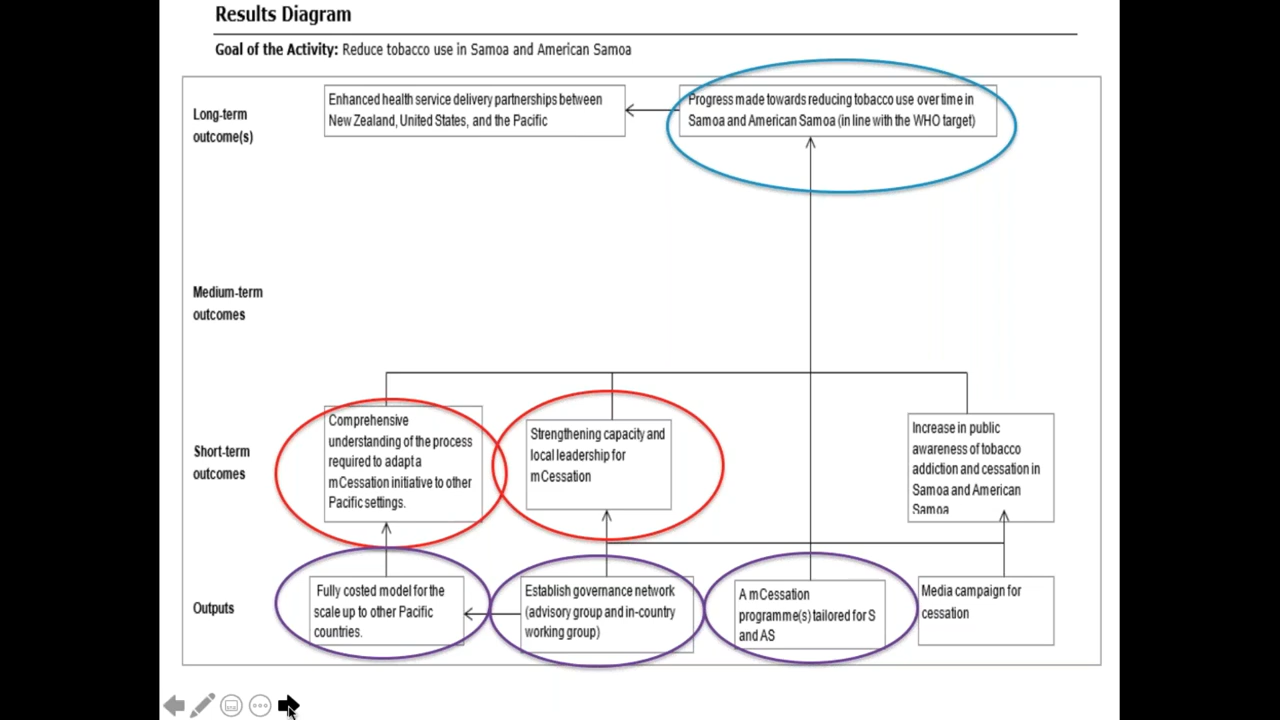 Results Diagram
Goal of the Activity: Reduce tobacco use in Samoa and American Samoa
Long-term
outcome(s)
Enhanced health service delivery partnerships between
New Zealand, United States, and the Pacific
Progress made towards reducing tobacco use over time in
Samoa and American Samoa (in line with the WHO target)
Medium-term
outcomes
Short-term
outcomes
Comprehensive
understanding of the process
required to adapt a
mCessation initiative to other
Pacific settings.
Strengthening capacity and
local leadership for
mCessation
Increase in public
awareness of tobacco
addiction and cessation in
Samoa and American
Samoa
Outputs
Fully costed model for the
scale up to other Pacific
countries.
Establish governance network
(advisory group and in-country
working group)
A mCessation
programme(s) tailored for S
and AS
Media campaign for
cessation